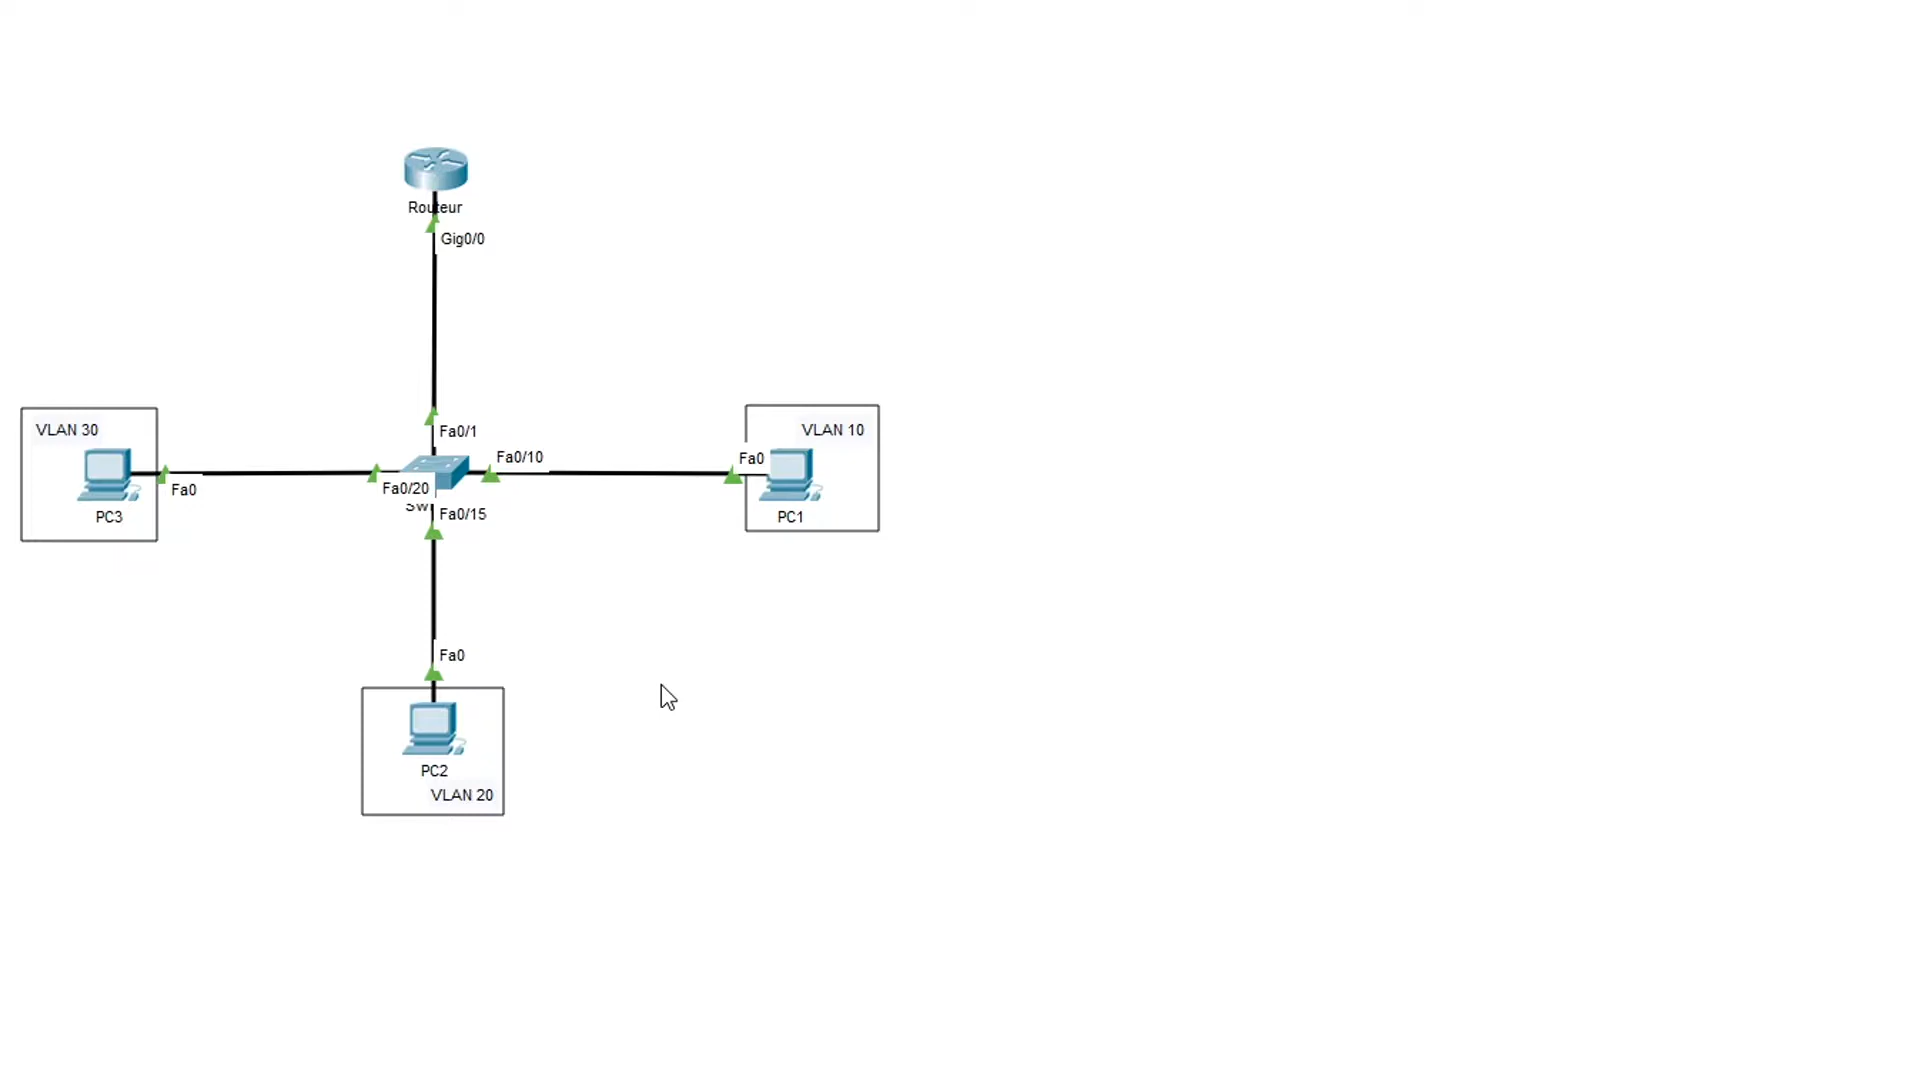 Routeur
Gig0/0
Fa0/1
VLAN 30
VLAN 10
Fa0/10
Fa0
Fa0
Fa0/20
Sw
Fa0/15
PC3
PC1
Fa0
PC2
VLAN 20